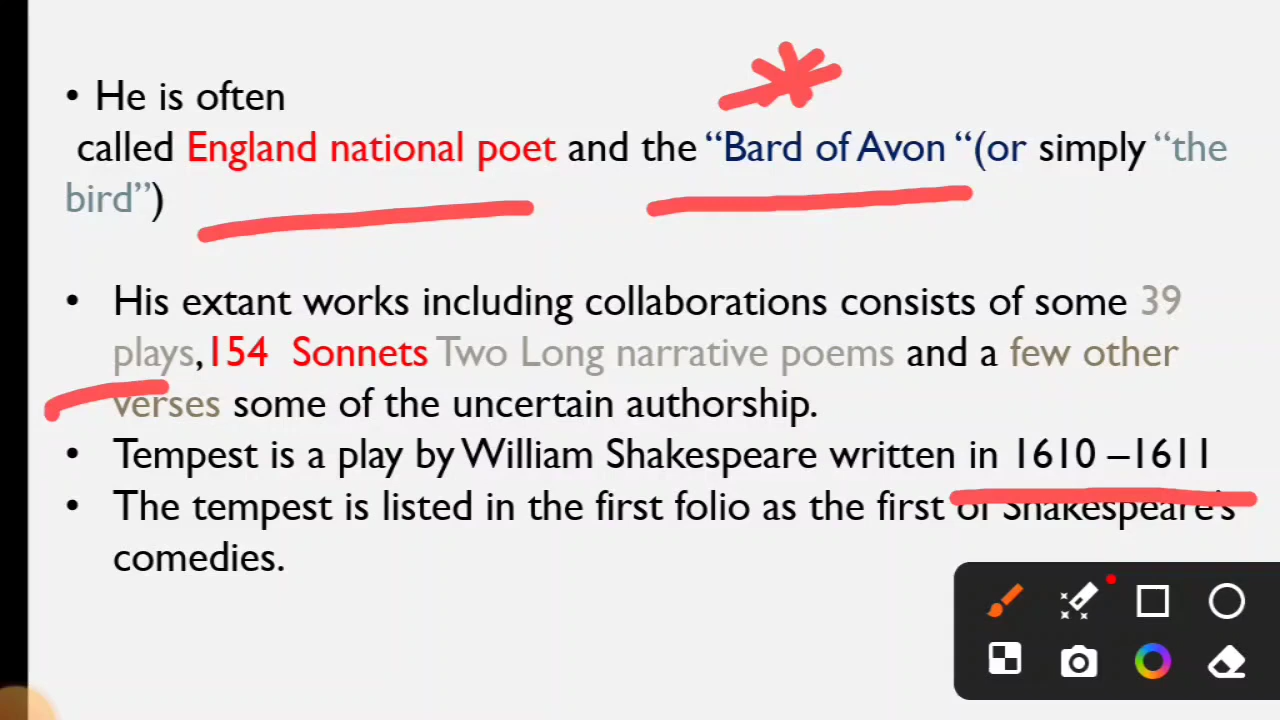 • He is often
called England national poet and the “Bard of Avon “(or simply “the
bird”)
• His extant works including collaborations consists of some 39
plays,154 Sonnets Two Long narrative poems and a few other
verses some of the uncertain authorship.
• Tempest is a play by William Shakespeare written in 1610 –1611
• The tempest is listed in the first folio as the first of Shakespeare's
comedies.